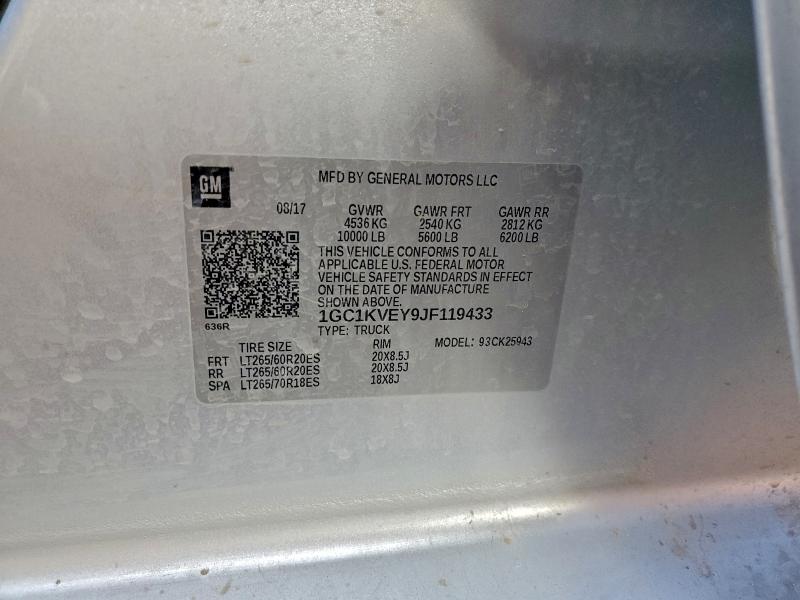 GM
MFD BY GENERAL MOTORS LLC
08/17 GVWR GAWR FRT GAWR RR
4536 KG 2540 KG 2812 KG
10000 LB 5600 LB 6200 LB
THIS VEHICLE CONFORMS TO ALL
APPLICABLE U.S. FEDERAL MOTOR
VEHICLE SAFETY STANDARDS IN EFFECT
ON THE DATE OF MANUFACTURE
SHOWN ABOVE.
1GC1KVEY9JF119433
636R
TYPE: TRUCK
TIRE SIZE RIM MODEL: 93CK25943
FRT LT265/60R20ES 20X8.5J
RR LT265/60R20ES 20X8.5J
SPA LT265/70R18ES 18X8J